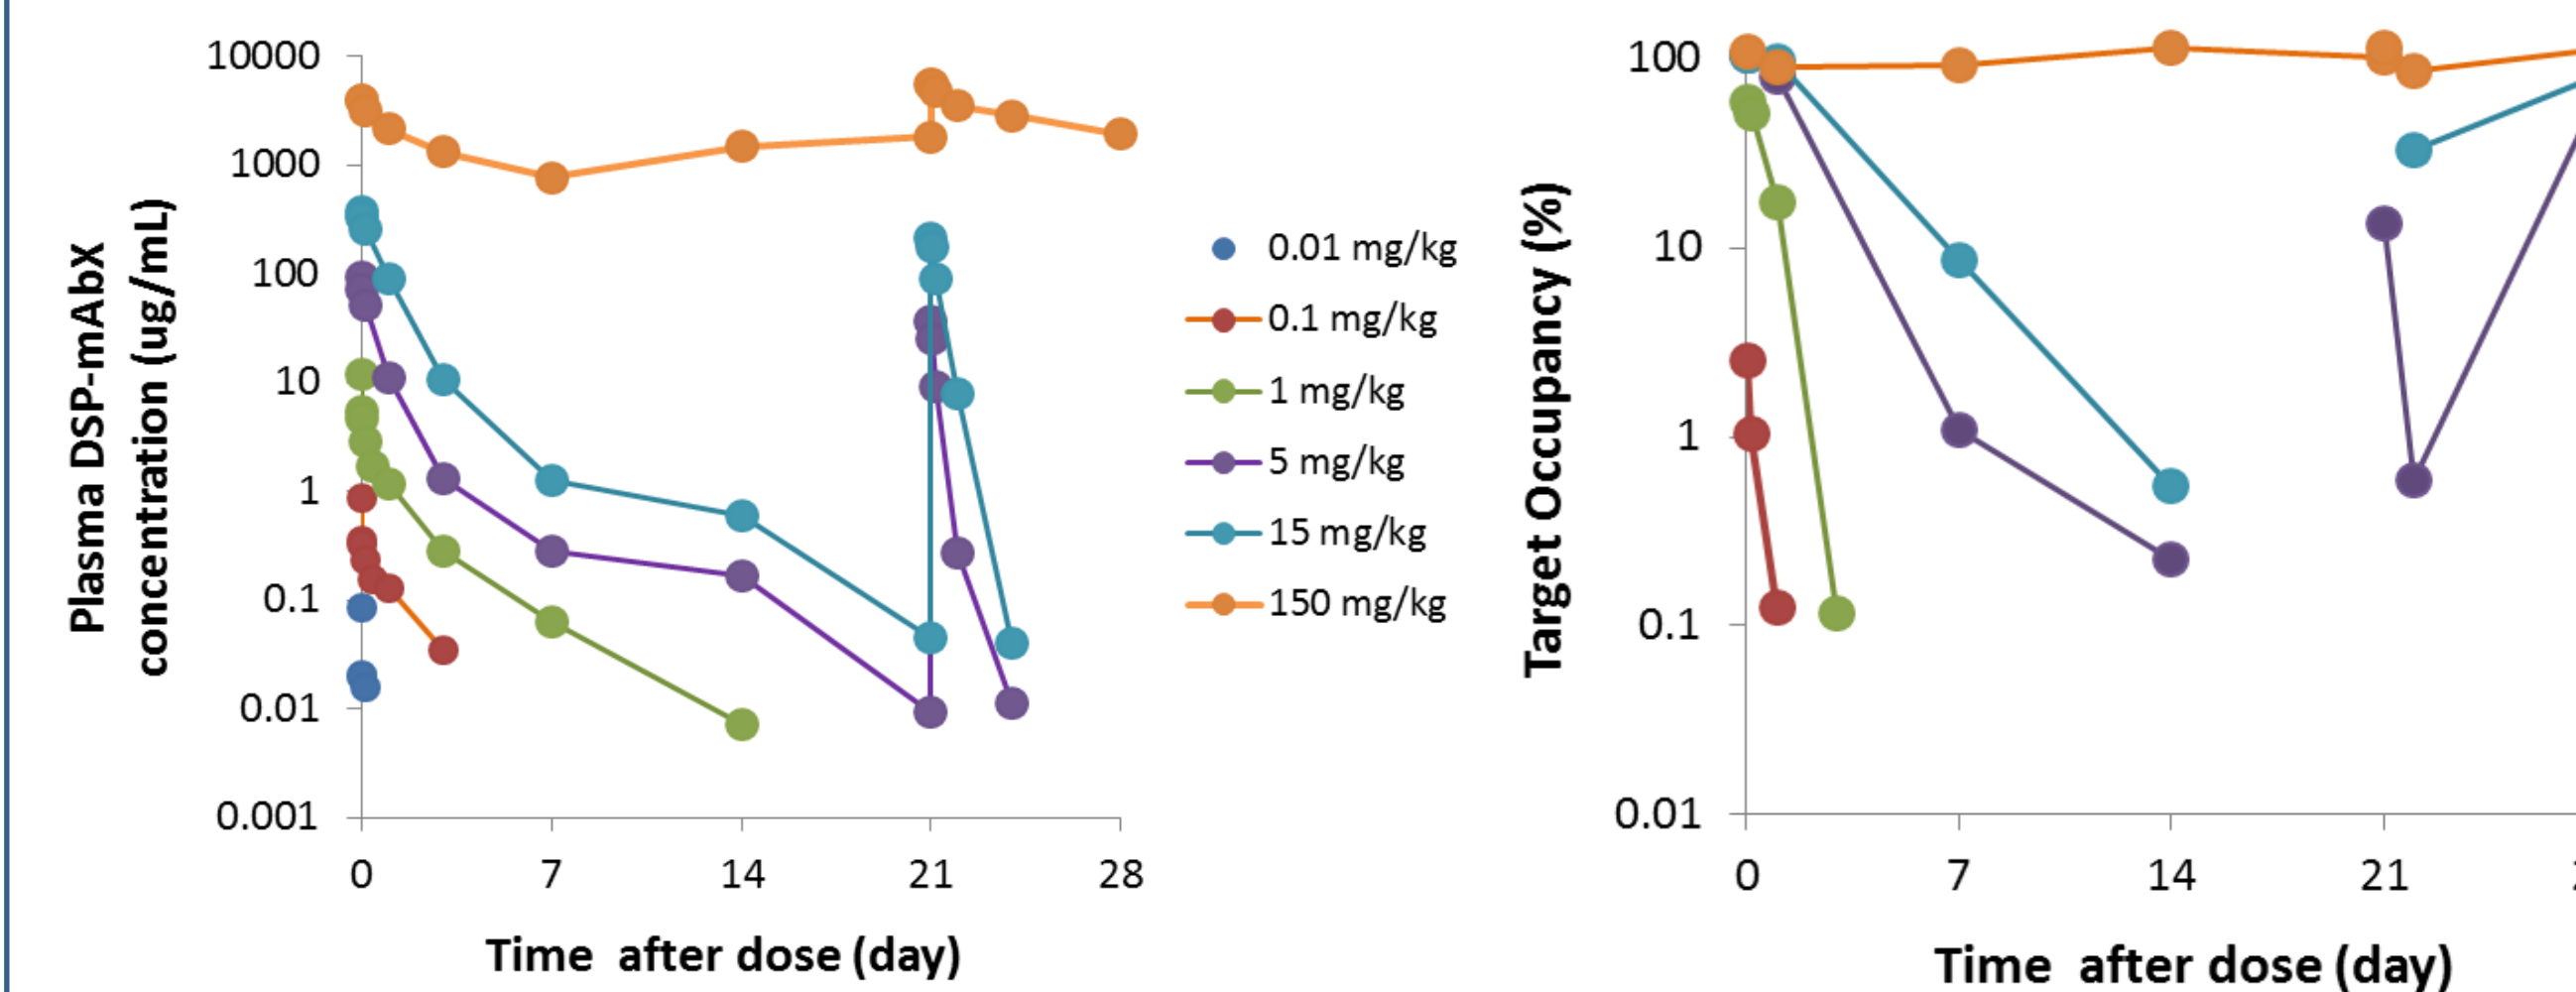 Plasma DSP-mAbX
concentration (ug/mL)
10000
1000
100
10
1
0.1
0.01
0.001
0
7
14
21
28
Time after dose (day)
0.01 mg/kg
0.1 mg/kg
1 mg/kg
5 mg/kg
15 mg/kg
150 mg/kg
Target Occupancy (%)
100
10
1
0.1
0.01
0
7
14
21
Time after dose (day)